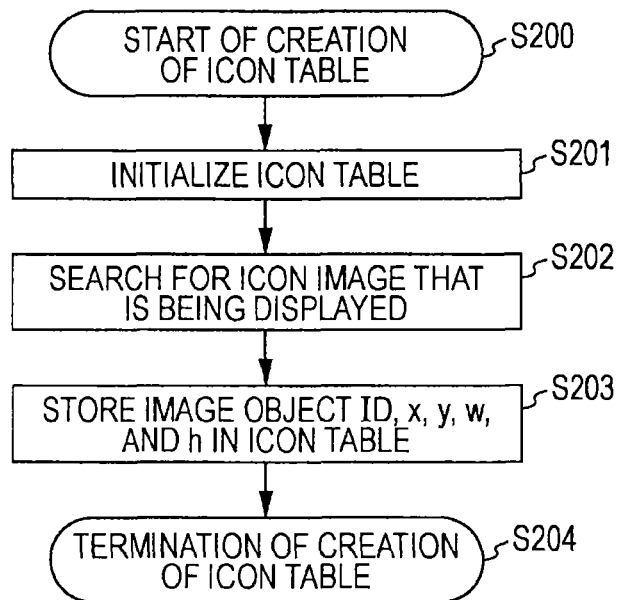 START OF CREATION
OF ICON TABLE
S200
INITIALIZE ICON TABLE
S201
SEARCH FOR ICON IMAGE THAT
IS BEING DISPLAYED
S202
STORE IMAGE OBJECT ID, x, y, w,
AND h IN ICON TABLE
S203
TERMINATION OF CREATION
OF ICON TABLE
S204